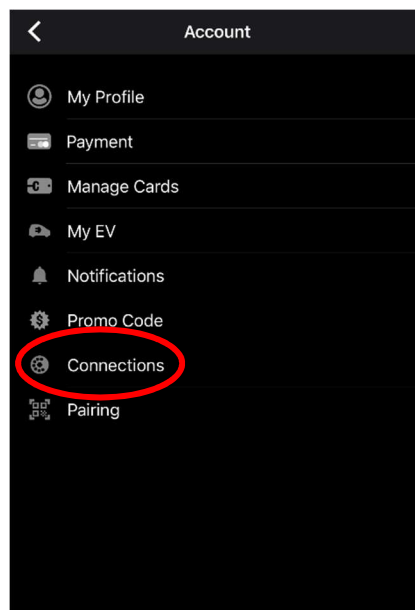 Account
My Profile
Payment
Manage Cards
My EV
Notifications
Promo Code
Connections
Pairing